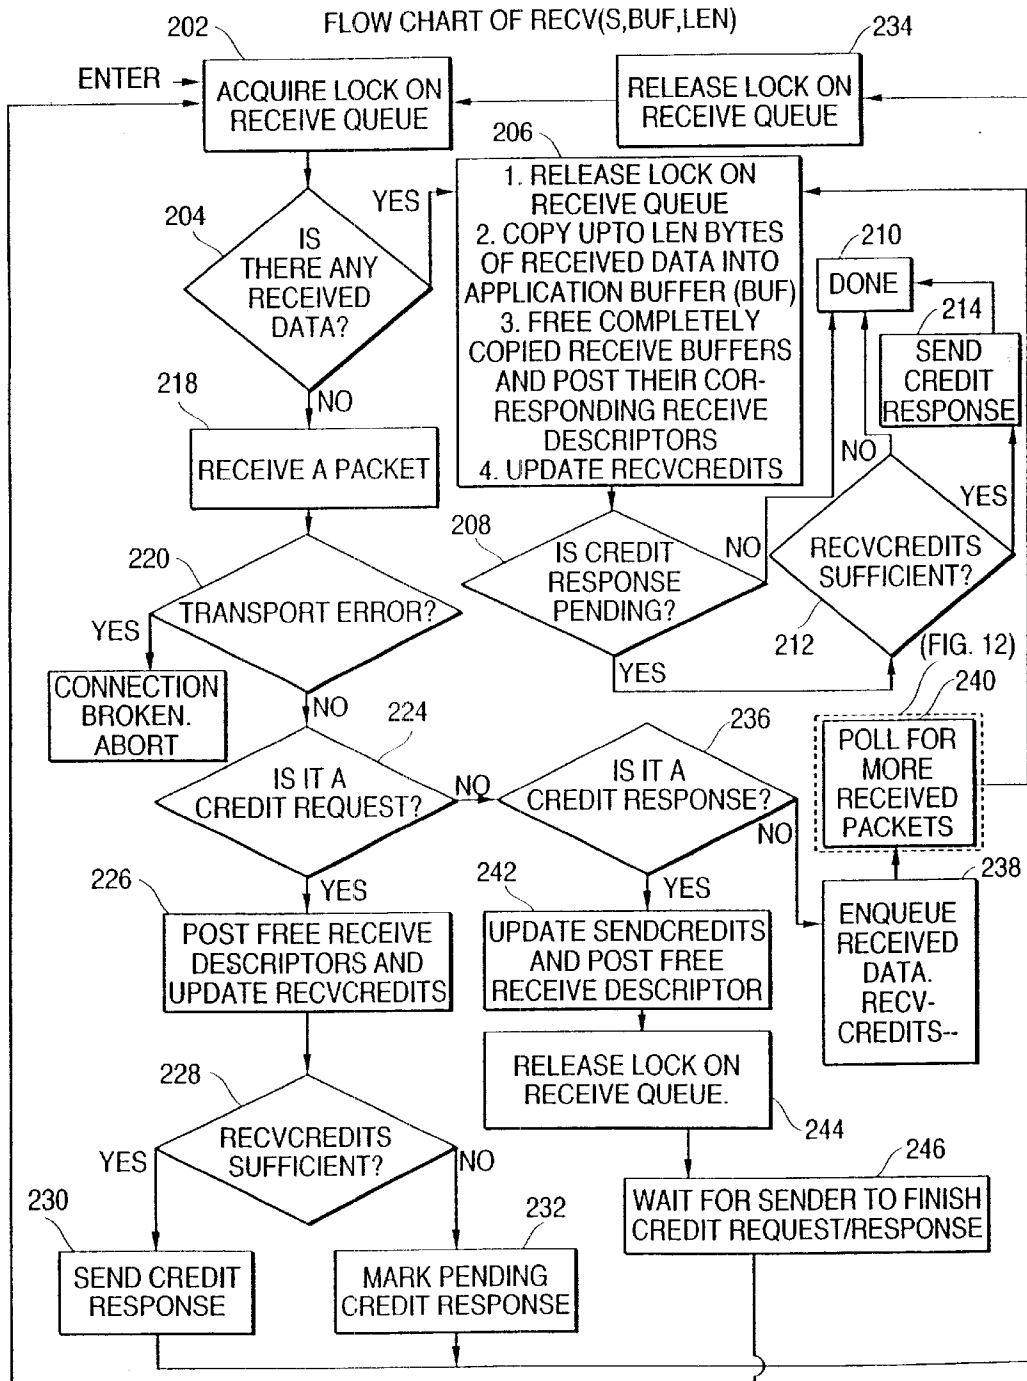 FLOW CHART OF RECV(S,BUF,LEN)
202
234
ENTER
ACQUIRE LOCK ON
RECEIVE QUEUE
RELEASE LOCK ON
RECEIVE QUEUE
206
204
IS
THERE ANY
RECEIVED
DATA?
YES
NO
1. RELEASE LOCK ON
RECEIVE QUEUE
2. COPY UPTO LEN BYTES
OF RECEIVED DATA INTO
APPLICATION BUFFER (BUF)
3. FREE COMPLETELY
COPIED RECEIVE BUFFERS
AND POST THEIR COR-
RESPONDING RECEIVE
DESCRIPTORS
4. UPDATE RECVCREDITS
210
DONE
214
SEND
CREDIT
RESPONSE
218
RECEIVE A PACKET
208
IS CREDIT
RESPONSE
PENDING?
NO
YES
NO
YES
RECVCREDITS
SUFFICIENT?
212
220
TRANSPORT ERROR?
YES
NO
CONNECTION
BROKEN.
ABORT
(FIG. 12)
240
POLL FOR
MORE
RECEIVED
PACKETS
224
IS IT A
CREDIT REQUEST?
NO
YES
236
IS IT A
CREDIT RESPONSE?
NO
YES
238
ENQUEUE
RECEIVED
DATA.
RECV-
CREDITS--
226
POST FREE RECEIVE
DESCRIPTORS AND
UPDATE RECVCREDITS
242
UPDATE SENDCREDITS
AND POST FREE
RECEIVE DESCRIPTOR
RELEASE LOCK ON
RECEIVE QUEUE.
244
228
RECVCREDITS
SUFFICIENT?
YES
NO
246
WAIT FOR SENDER TO FINISH
CREDIT REQUEST/RESPONSE
230
SEND CREDIT
RESPONSE
232
MARK PENDING
CREDIT RESPONSE